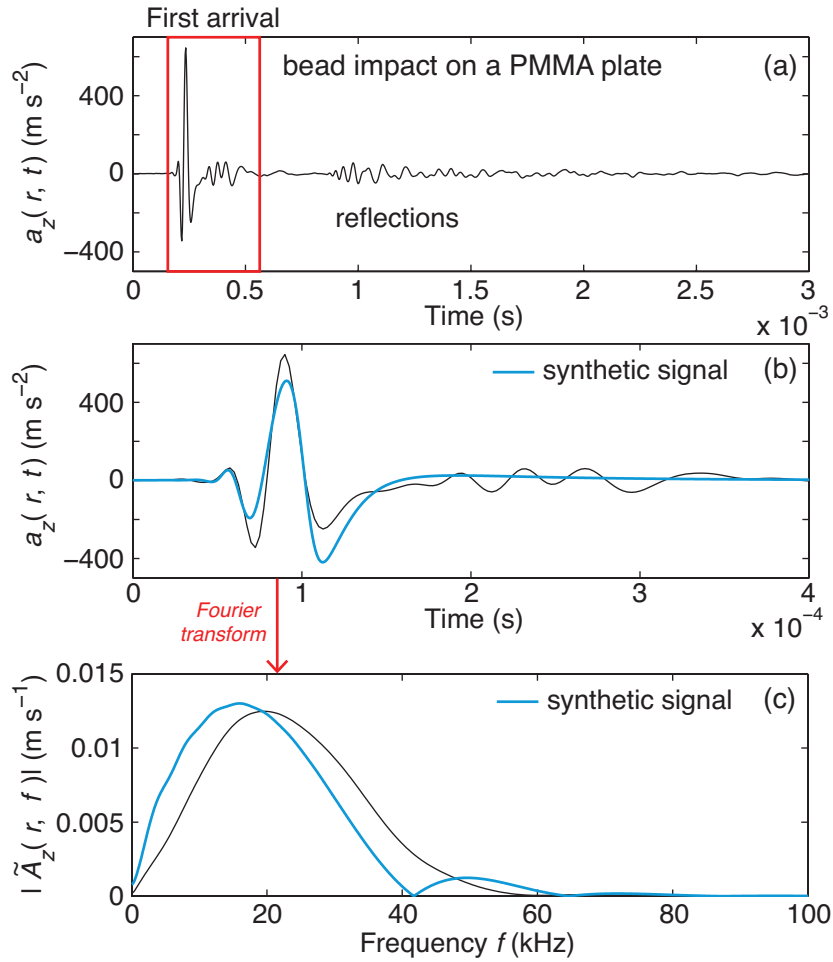 First arrival
bead impact on a PMMA plate
(a)
a_z(r, t) (m s⁻²)
400
0
−400
reflections
0 0.5 1 1.5 2 2.5 3
Time (s)
x 10⁻³
synthetic signal
(b)
a_z(r, t) (m s⁻²)
400
0
−400
0 1 2 3 4
Time (s)
x 10⁻⁴
Fourier
transform
synthetic signal
(c)
| Ã_z(r, f)| (m s⁻¹)
0.015
0.01
0.005
0
0 20 40 60 80 100
Frequency f (kHz)